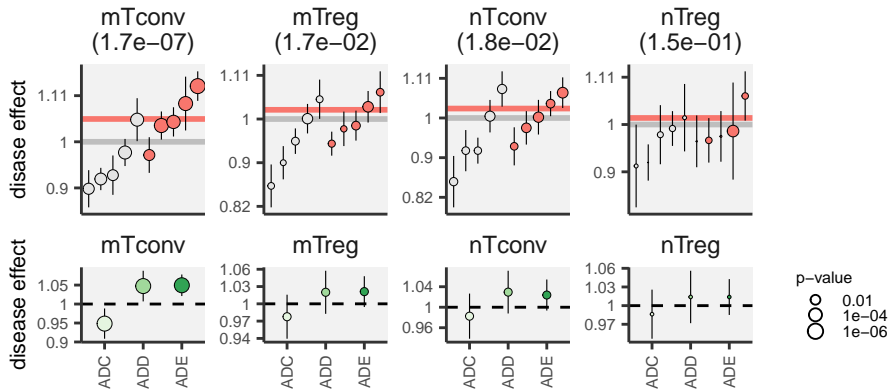 mTconv
(1.7e−07)
mTreg
(1.7e−02)
nTconv
(1.8e−02)
nTreg
(1.5e−01)
disase effect
1.11
1
0.9
1.11
1
0.9
0.82
1.11
1
0.9
0.82
1.11
1
0.9
mTconv
mTreg
nTconv
nTreg
disease effect
1.05
1
0.95
0.9
1.06
1.03
1
0.97
0.94
1.04
1
0.96
1.06
1.03
1
0.97
ADC
ADD
ADE
ADC
ADD
ADE
ADC
ADD
ADE
ADC
ADD
ADE
p−value
0.01
1e−04
1e−06